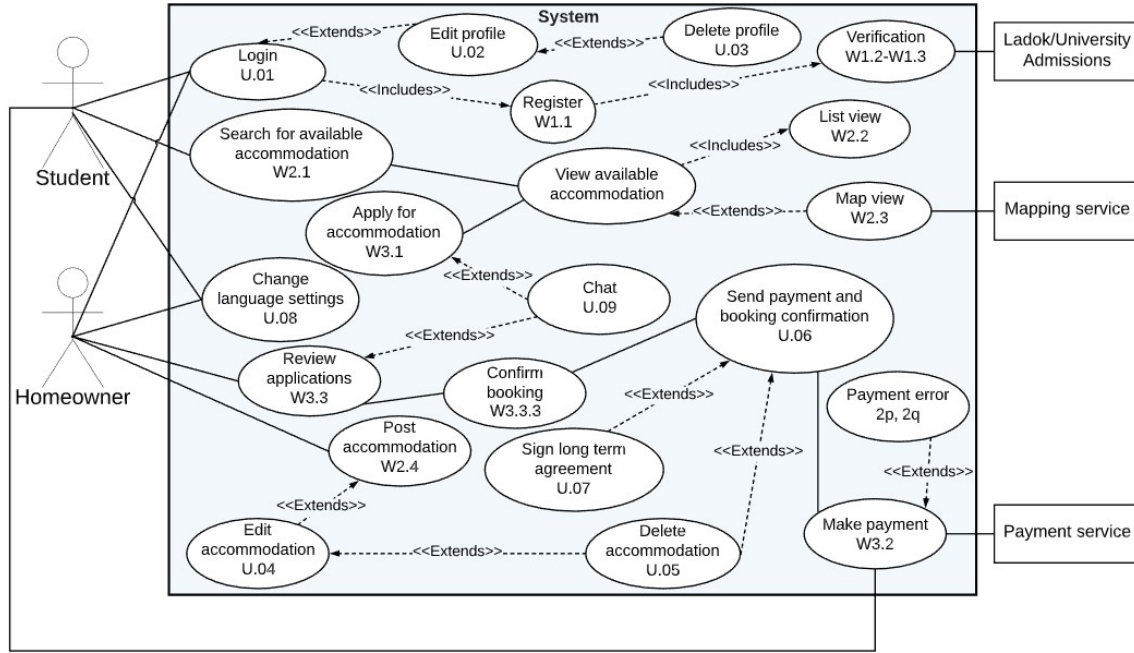 System
<<Extends>>
Edit profile
U.02
<<Extends>>
Delete profile
U.03
Verification
W1.2-W1.3
Ladok/University
Admissions
Login
U.01
<<Includes>>
Register
W1.1
<<Includes>>
List view
W2.2
Search for available
accommodation
W2.1
<<Includes>>
Student
View available
accommodation
Map view
W2.3
<<Extends>>
Mapping service
Apply for
accommodation
W3.1
<<Extends>>
Change
language settings
U.08
Chat
U.09
Send payment and
booking confirmation
U.06
<<Extends>>
Homeowner
Review
applications
W3.3
Confirm
booking
W3.3.3
<<Extends>>
Payment error
2p, 2q
Post
accommodation
W2.4
Sign long term
agreement
U.07
<<Extends>>
<<Extends>>
<<Extends>>
Edit
accommodation
U.04
<<Extends>>
Delete
accommodation
U.05
Make payment
W3.2
Payment service